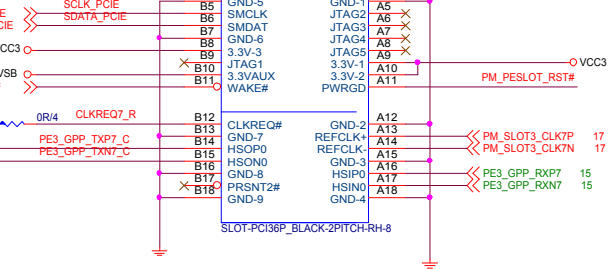 GND-5 GND-1
SCLK_PCIE B5 SMCLK JTAG2 A5
SDATA_PCIE B6 SMDAT JTAG3 A6
B7 GND-6 JTAG4 A7
VCC3 B8 3.3V-3 JTAG5 A8
B9 JTAG1 3.3V-1 A9 VCC3
VSB B10 3.3VAUX 3.3V-2 A10
B11 WAKE# PWRGD A11 PM_PESLOT_RST#
0R/4 CLKREQ7_R B12 CLKREQ# GND-2 A12
B13 GND-7 REFCLK+ A13 PM_SLOT3_CLK7P 17
PE3_GPP_TXP7_C B14 HSOP0 REFCLK- A14 PM_SLOT3_CLK7N 17
PE3_GPP_TXN7_C B15 HSON0 GND-3 A15
B16 GND-8 HSIP0 A16 PE3_GPP_RXP7 15
B17 PRSNT2# HSIN0 A17 PE3_GPP_RXN7 15
B18 GND-9 GND-4 A18
SLOT-PCI36P_BLACK-2PITCH-RH-8